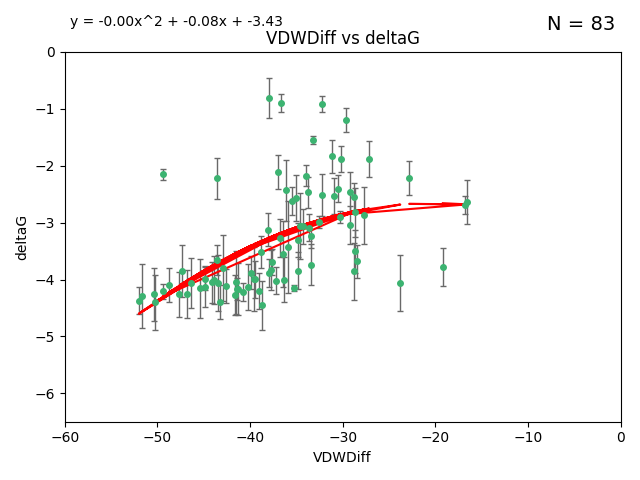 y = -0.00x^2 + -0.08x + -3.43
N = 83
VDWDiff vs deltaG
0
−1
−2
−3
−4
−5
−6
deltaG
−60 −50 −40 −30 −20 −10 0
VDWDiff